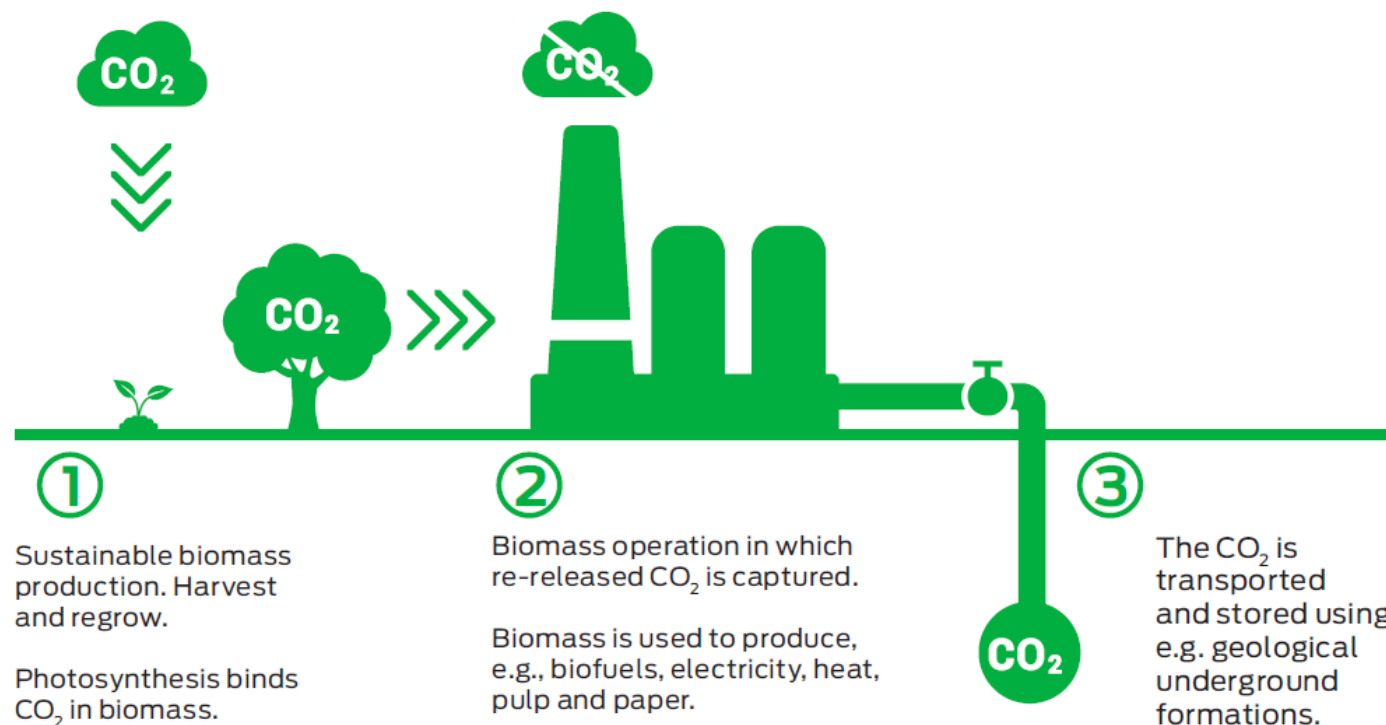 CO₂
CO₂
CO₂
1
Sustainable biomass
production. Harvest
and regrow.
Photosynthesis binds
CO₂ in biomass.
2
Biomass operation in which
re-released CO₂ is captured.
Biomass is used to produce,
e.g., biofuels, electricity, heat,
pulp and paper.
CO₂
3
The CO₂ is
transported
and stored using
e.g. geological
underground
formations.